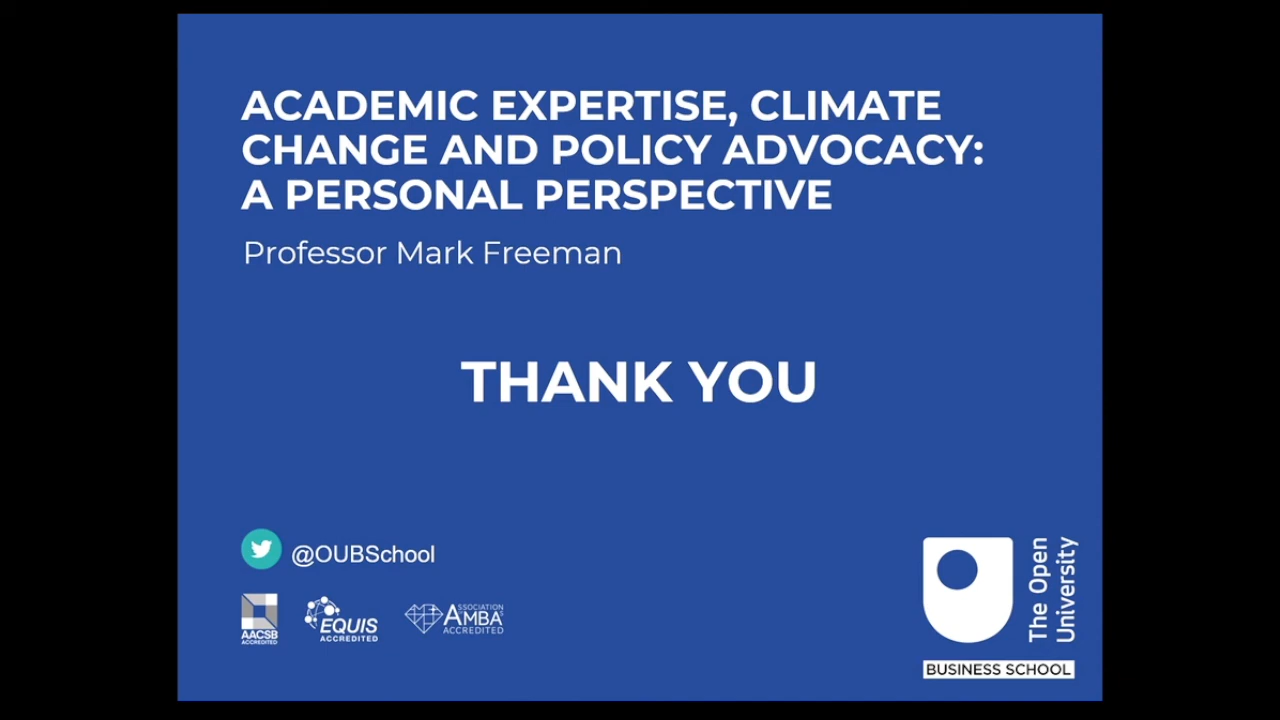 ACADEMIC EXPERTISE, CLIMATE
CHANGE AND POLICY ADVOCACY:
A PERSONAL PERSPECTIVE
Professor Mark Freeman
THANK YOU
@OUBSchool
AACSB
ACCREDITED
EQUIS
ACCREDITED
ASSOCIATION
AMBAs
ACCREDITED
The Open
University
BUSINESS SCHOOL